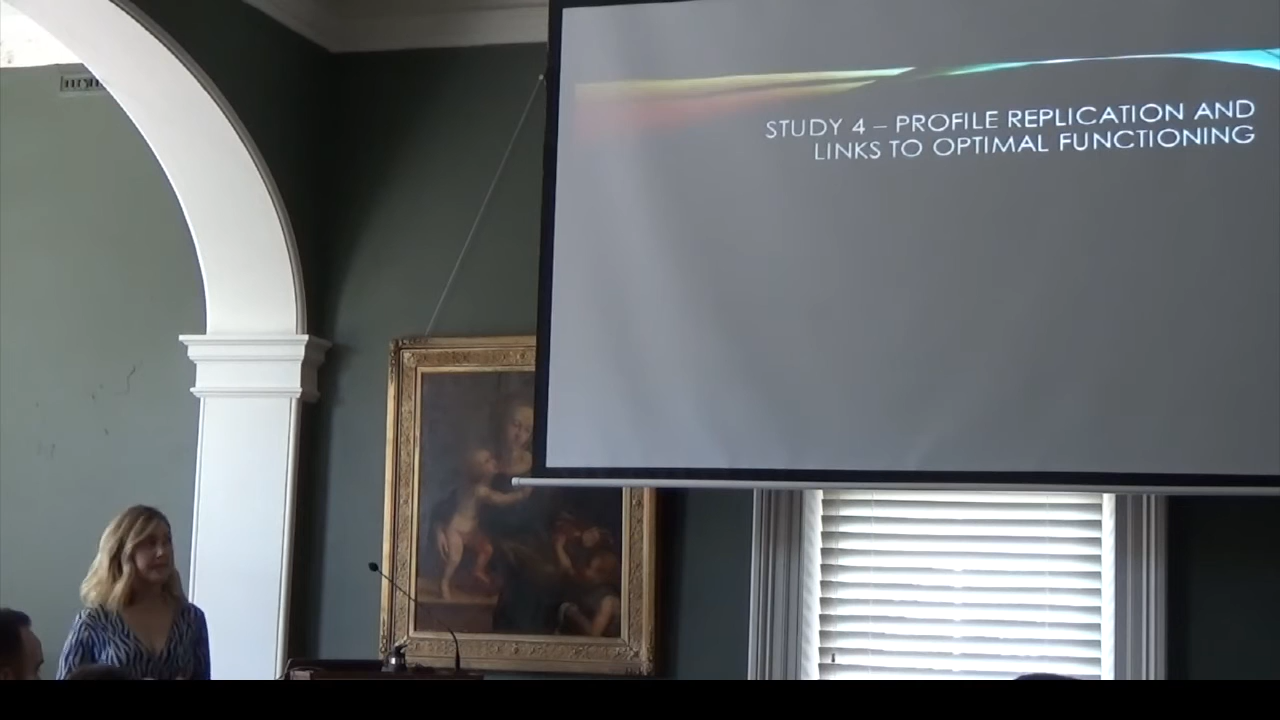 STUDY 4 – PROFILE REPLICATION AND
LINKS TO OPTIMAL FUNCTIONING